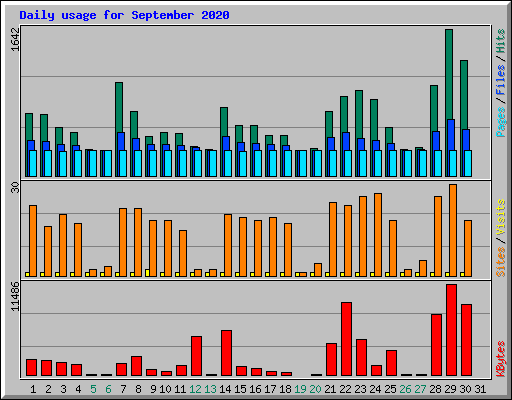 Daily usage for September 2020
1642
Pages / Files / Hits
30
Sites / Visits
11486
KBytes
1 2 3 4 5 6 7 8 9 10 11 12 13 14 15 16 17 18 19 20 21 22 23 24 25 26 27 28 29 30 31